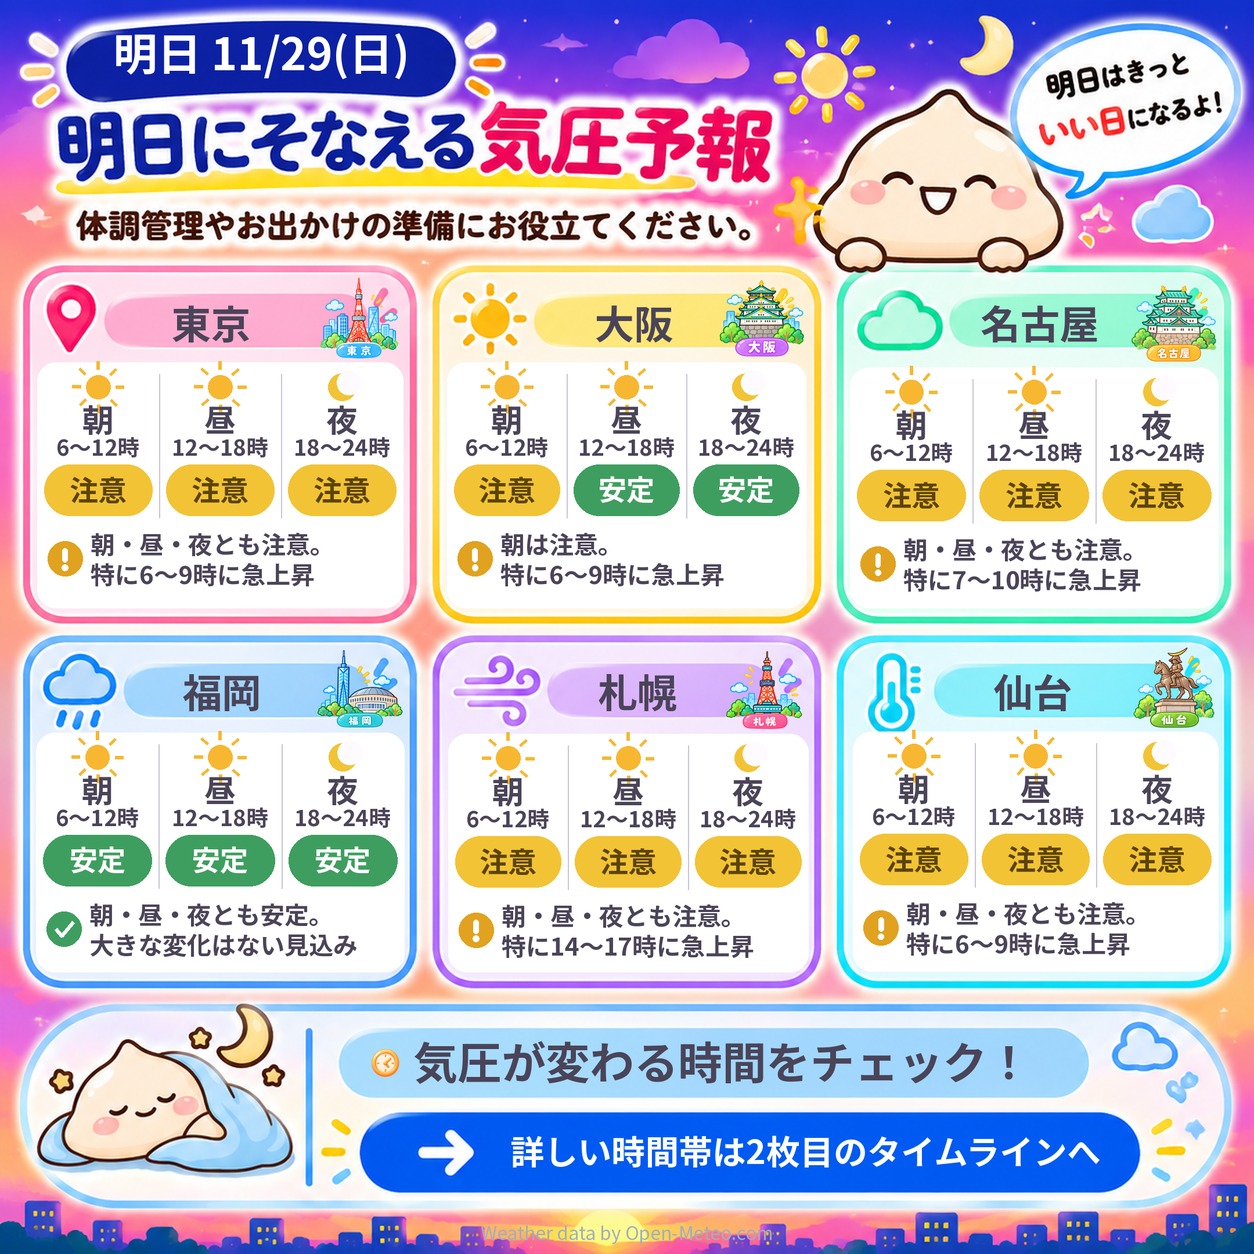 明日 11/29(日)
明日にそなえる気圧予報
体調管理やお出かけの準備にお役立てください。
明日はきっと
いい日になるよ!
東京
東京
朝 昼 夜
6〜12時 12〜18時 18〜24時
注意 注意 注意
朝・昼・夜とも注意。
特に6〜9時に急上昇
大阪
大阪
朝 昼 夜
6〜12時 12〜18時 18〜24時
注意 安定 安定
朝は注意。
特に6〜9時に急上昇
名古屋
名古屋
朝 昼 夜
6〜12時 12〜18時 18〜24時
注意 注意 注意
朝・昼・夜とも注意。
特に7〜10時に急上昇
福岡
福岡
朝 昼 夜
6〜12時 12〜18時 18〜24時
安定 安定 安定
朝・昼・夜とも安定。
大きな変化はない見込み
札幌
札幌
朝 昼 夜
6〜12時 12〜18時 18〜24時
注意 注意 注意
朝・昼・夜とも注意。
特に14〜17時に急上昇
仙台
仙台
朝 昼 夜
6〜12時 12〜18時 18〜24時
注意 注意 注意
朝・昼・夜とも注意。
特に6〜9時に急上昇
気圧が変わる時間をチェック！
→ 詳しい時間帯は2枚目のタイムラインへ
Weather data by Open-Meteo.com